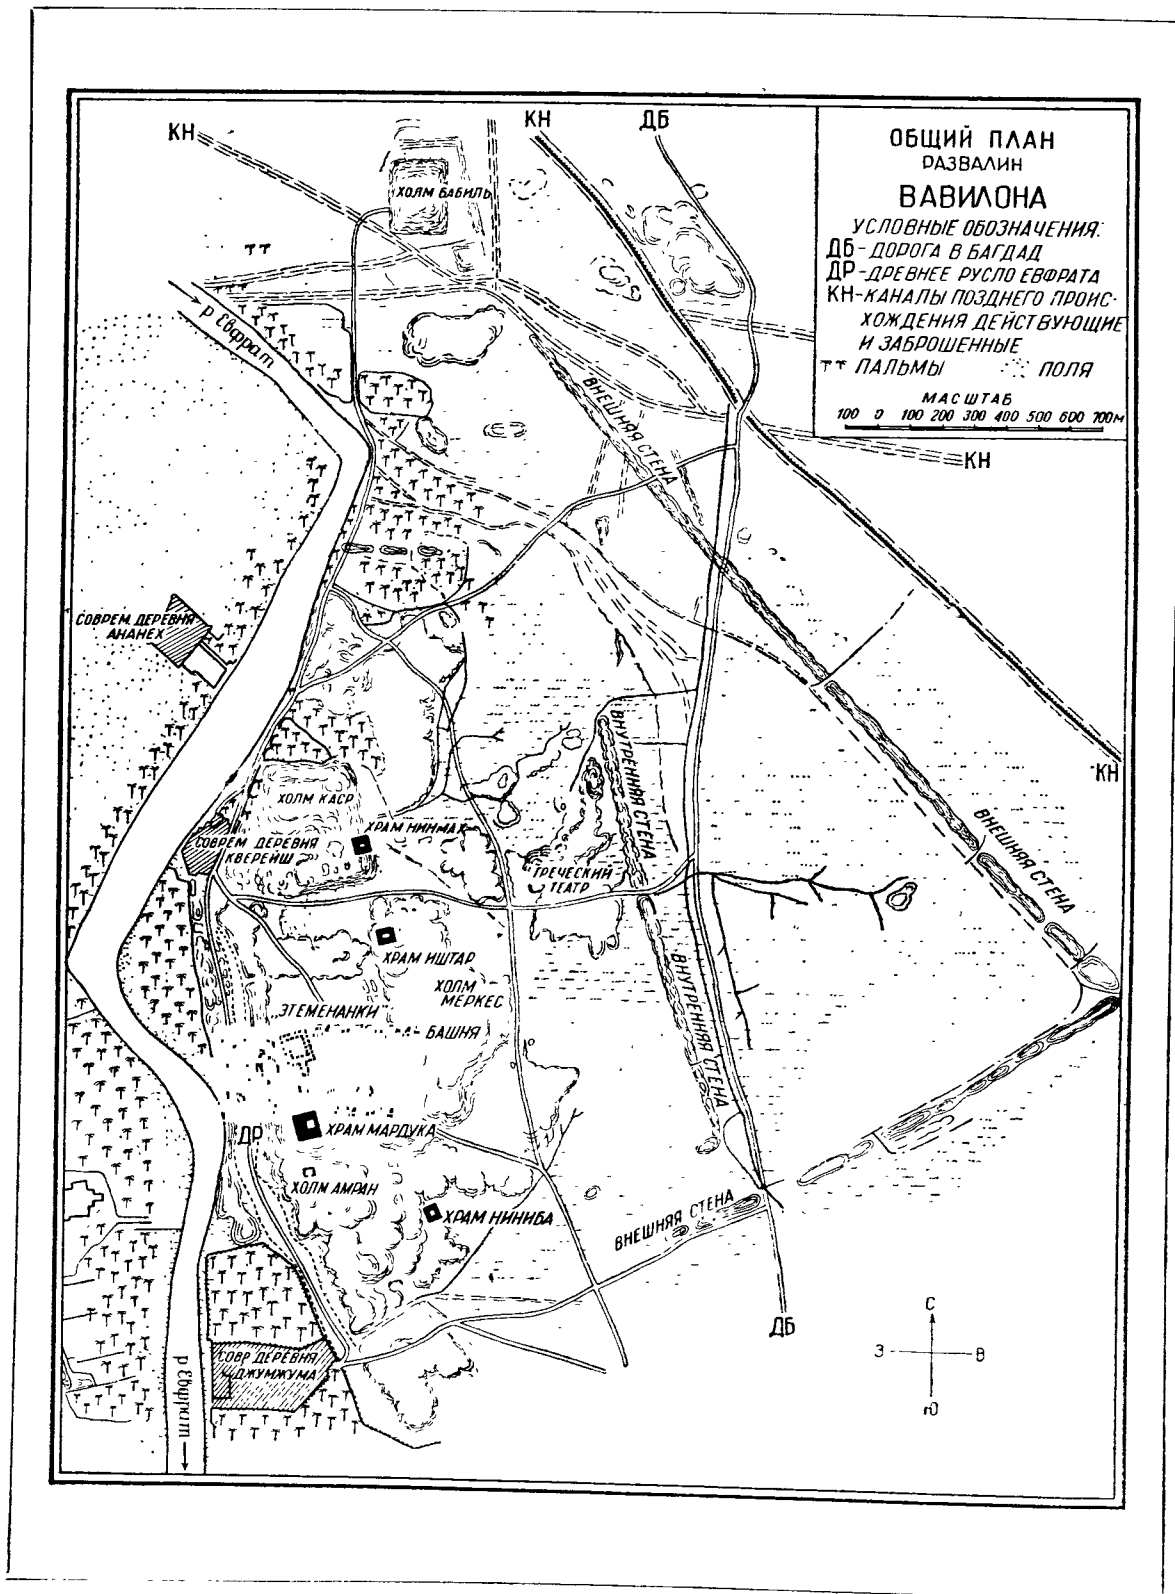 ОБЩИЙ ПЛАН
РАЗВАЛИН
ВАВИЛОНА
УСЛОВНЫЕ ОБОЗНАЧЕНИЯ:
ДБ-ДОРОГА В БАГДАД
ДР-ДРЕВНЕЕ РУСЛО ЕВФРАТА
КН-КАНАЛЫ ПОЗДНЕГО ПРОИС-
ХОЖДЕНИЯ ДЕЙСТВУЮЩИЕ
И ЗАБРОШЕННЫЕ
ПАЛЬМЫ ПОЛЯ
МАСШТАБ
100 0 100 200 300 400 500 600 700м
КН
КН
ДБ
ХОЛМ БАБИЛЬ
р Евфрат
ВНЕШНЯЯ СТЕНА
КН
СОВРЕМ. ДЕРЕВНЯ
АНАНЕХ
ВНУТРЕННЯЯ СТЕНА
КН
ХОЛМ КАСР
ХРАМ НИНМАХ
СОВРЕМ ДЕРЕВНЯ
КВЕРЕЙШ
ГРЕЧЕСКИЙ
ТЕАТР
ВНЕШНЯЯ СТЕНА
ХРАМ ИШТАР
ХОЛМ
МЕРКЕС
ВНУТРЕННЯЯ СТЕНА
ЭТЕМЕНАНКИ
БАШНЯ
ДР
ХРАМ МАРДУКА
ХОЛМ АМРАН
ХРАМ НИНИБА
ВНЕШНЯЯ СТЕНА
ДБ
СОВР ДЕРЕВНЯ
ДЖУМЖУМА
р Евфрат
С
З
В
Ю